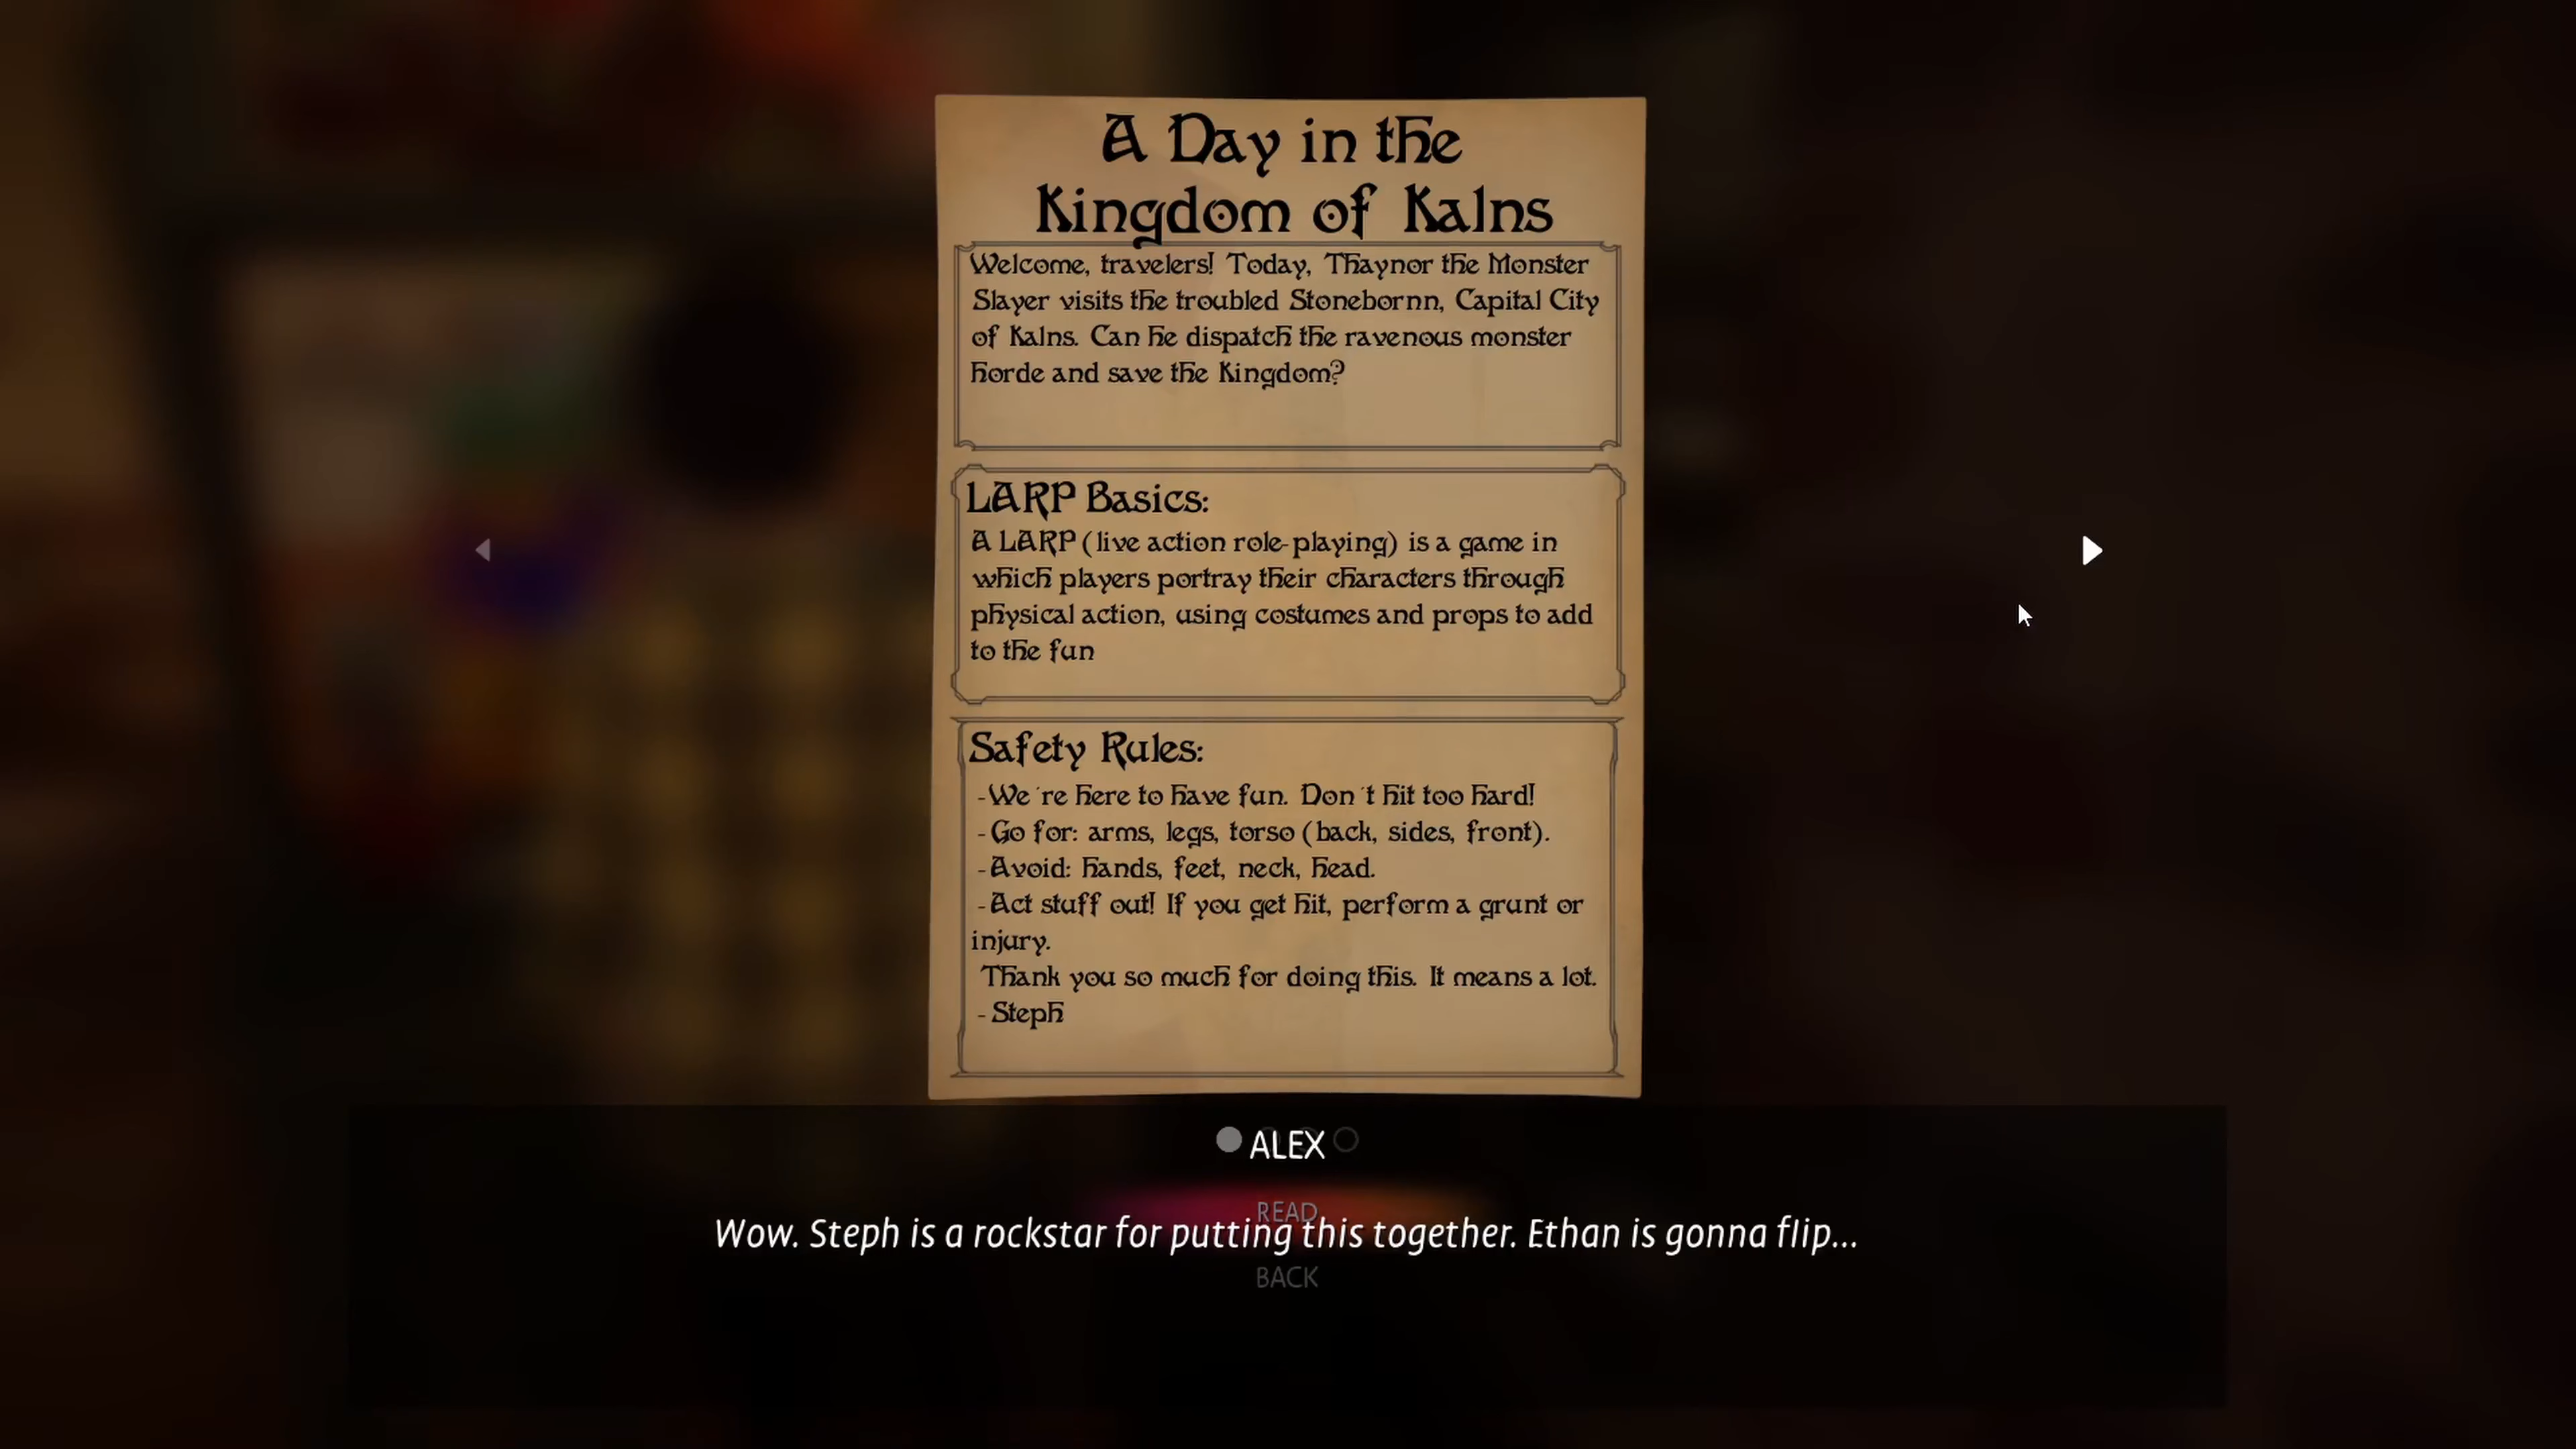 A Day in the
Kingdom of Kalns
Welcome, travelers! Today, Thaynor the Monster
Slayer visits the troubled Stonebornn, Capital City
of Kalns. Can he dispatch the ravenous monster
horde and save the Kingdom?
LARP Basics:
A LARP (live action role-playing) is a game in
which players portray their characters through
physical action, using costumes and props to add
to the fun
Safety Rules:
-We're here to have fun. Don't hit too hard!
-Go for: arms, legs, torso (back, sides, front).
-Avoid: hands, feet, neck, head.
-Act stuff out! If you get hit, perform a grunt or
injury.
Thank you so much for doing this. It means a lot.
- Steph
ALEX
READ
Wow. Steph is a rockstar for putting this together. Ethan is gonna flip...
BACK